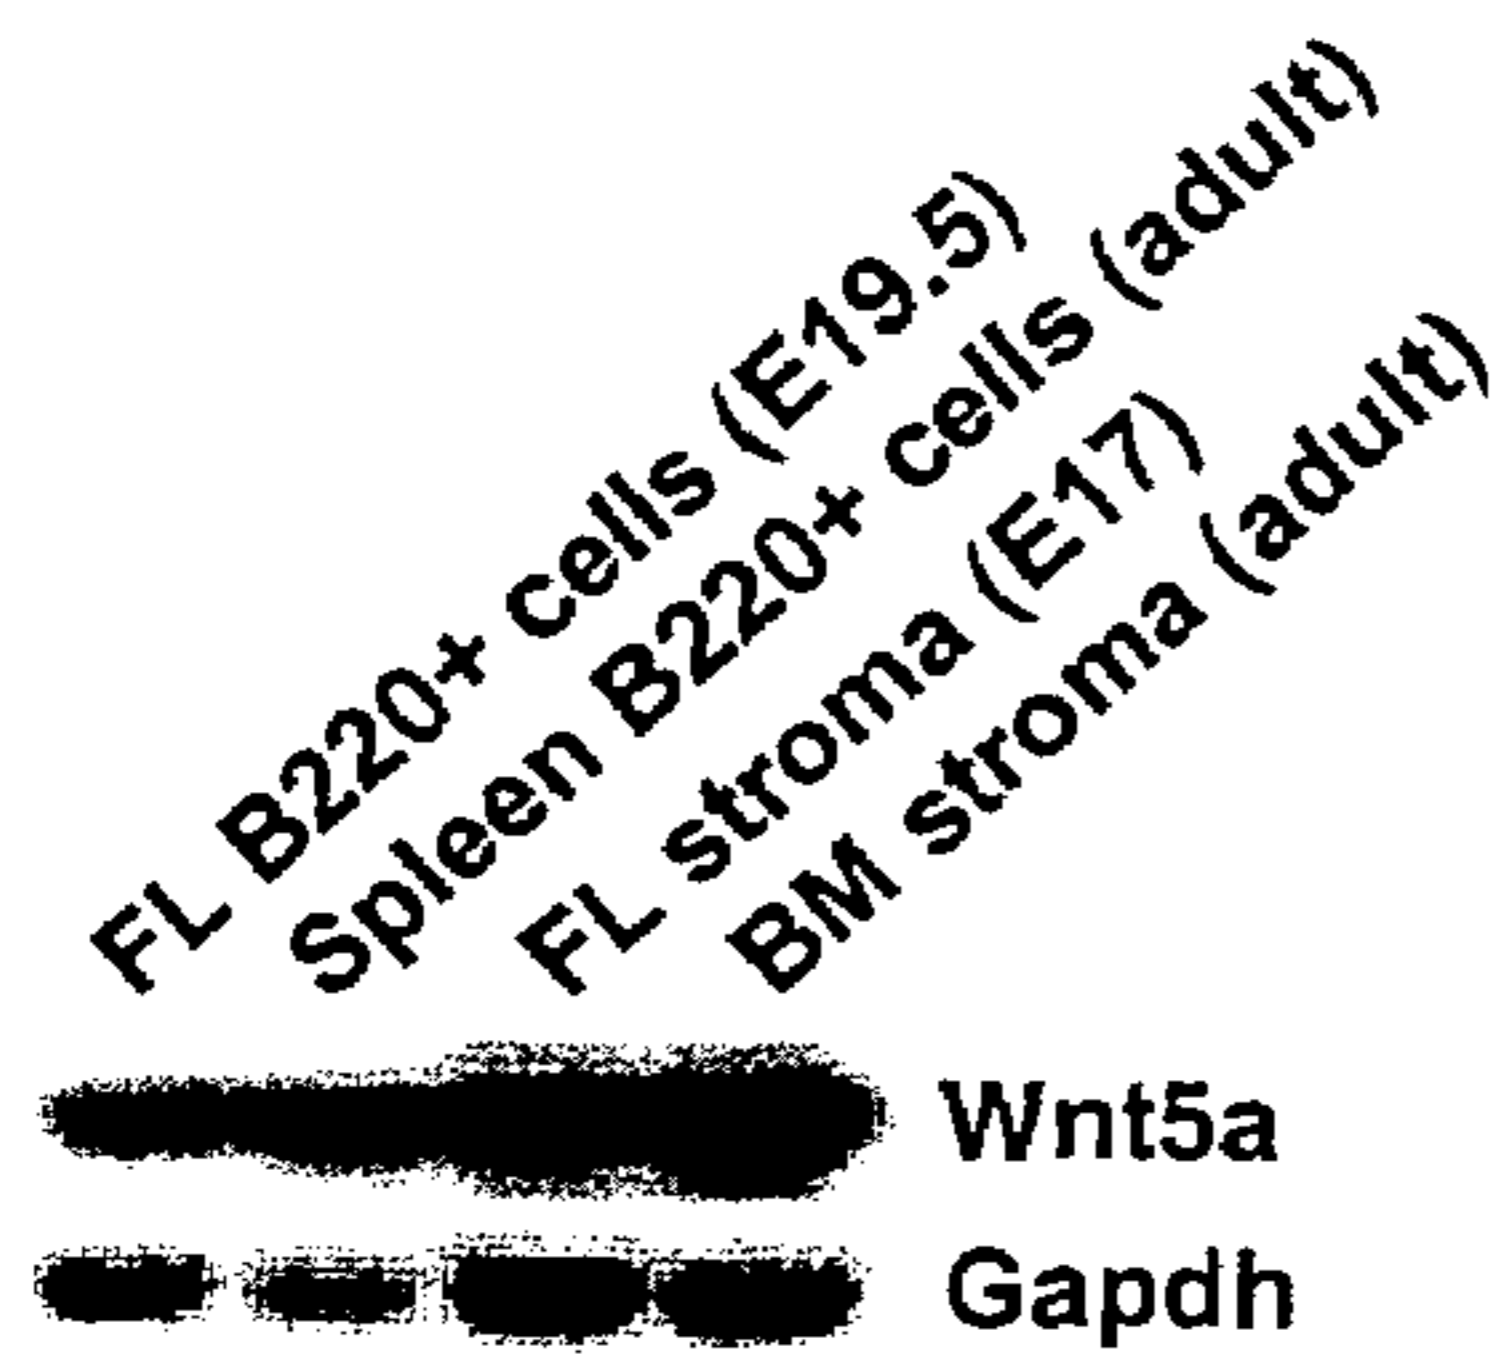 FL B220+ cells (E19.5)
Spleen B220+ cells (adult)
FL stroma (E17)
BM stroma (adult)
Wnt5a
Gapdh